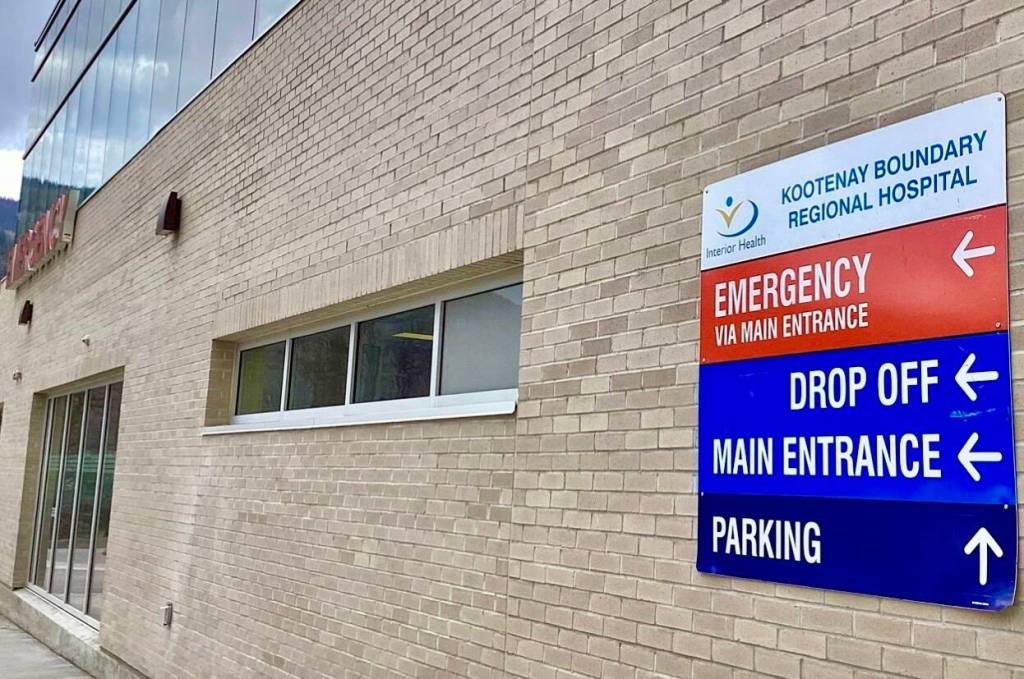 KOOTENAY BOUNDARY
REGIONAL HOSPITAL
Interior Health
EMERGENCY
VIA MAIN ENTRANCE
DROP OFF
MAIN ENTRANCE
PARKING